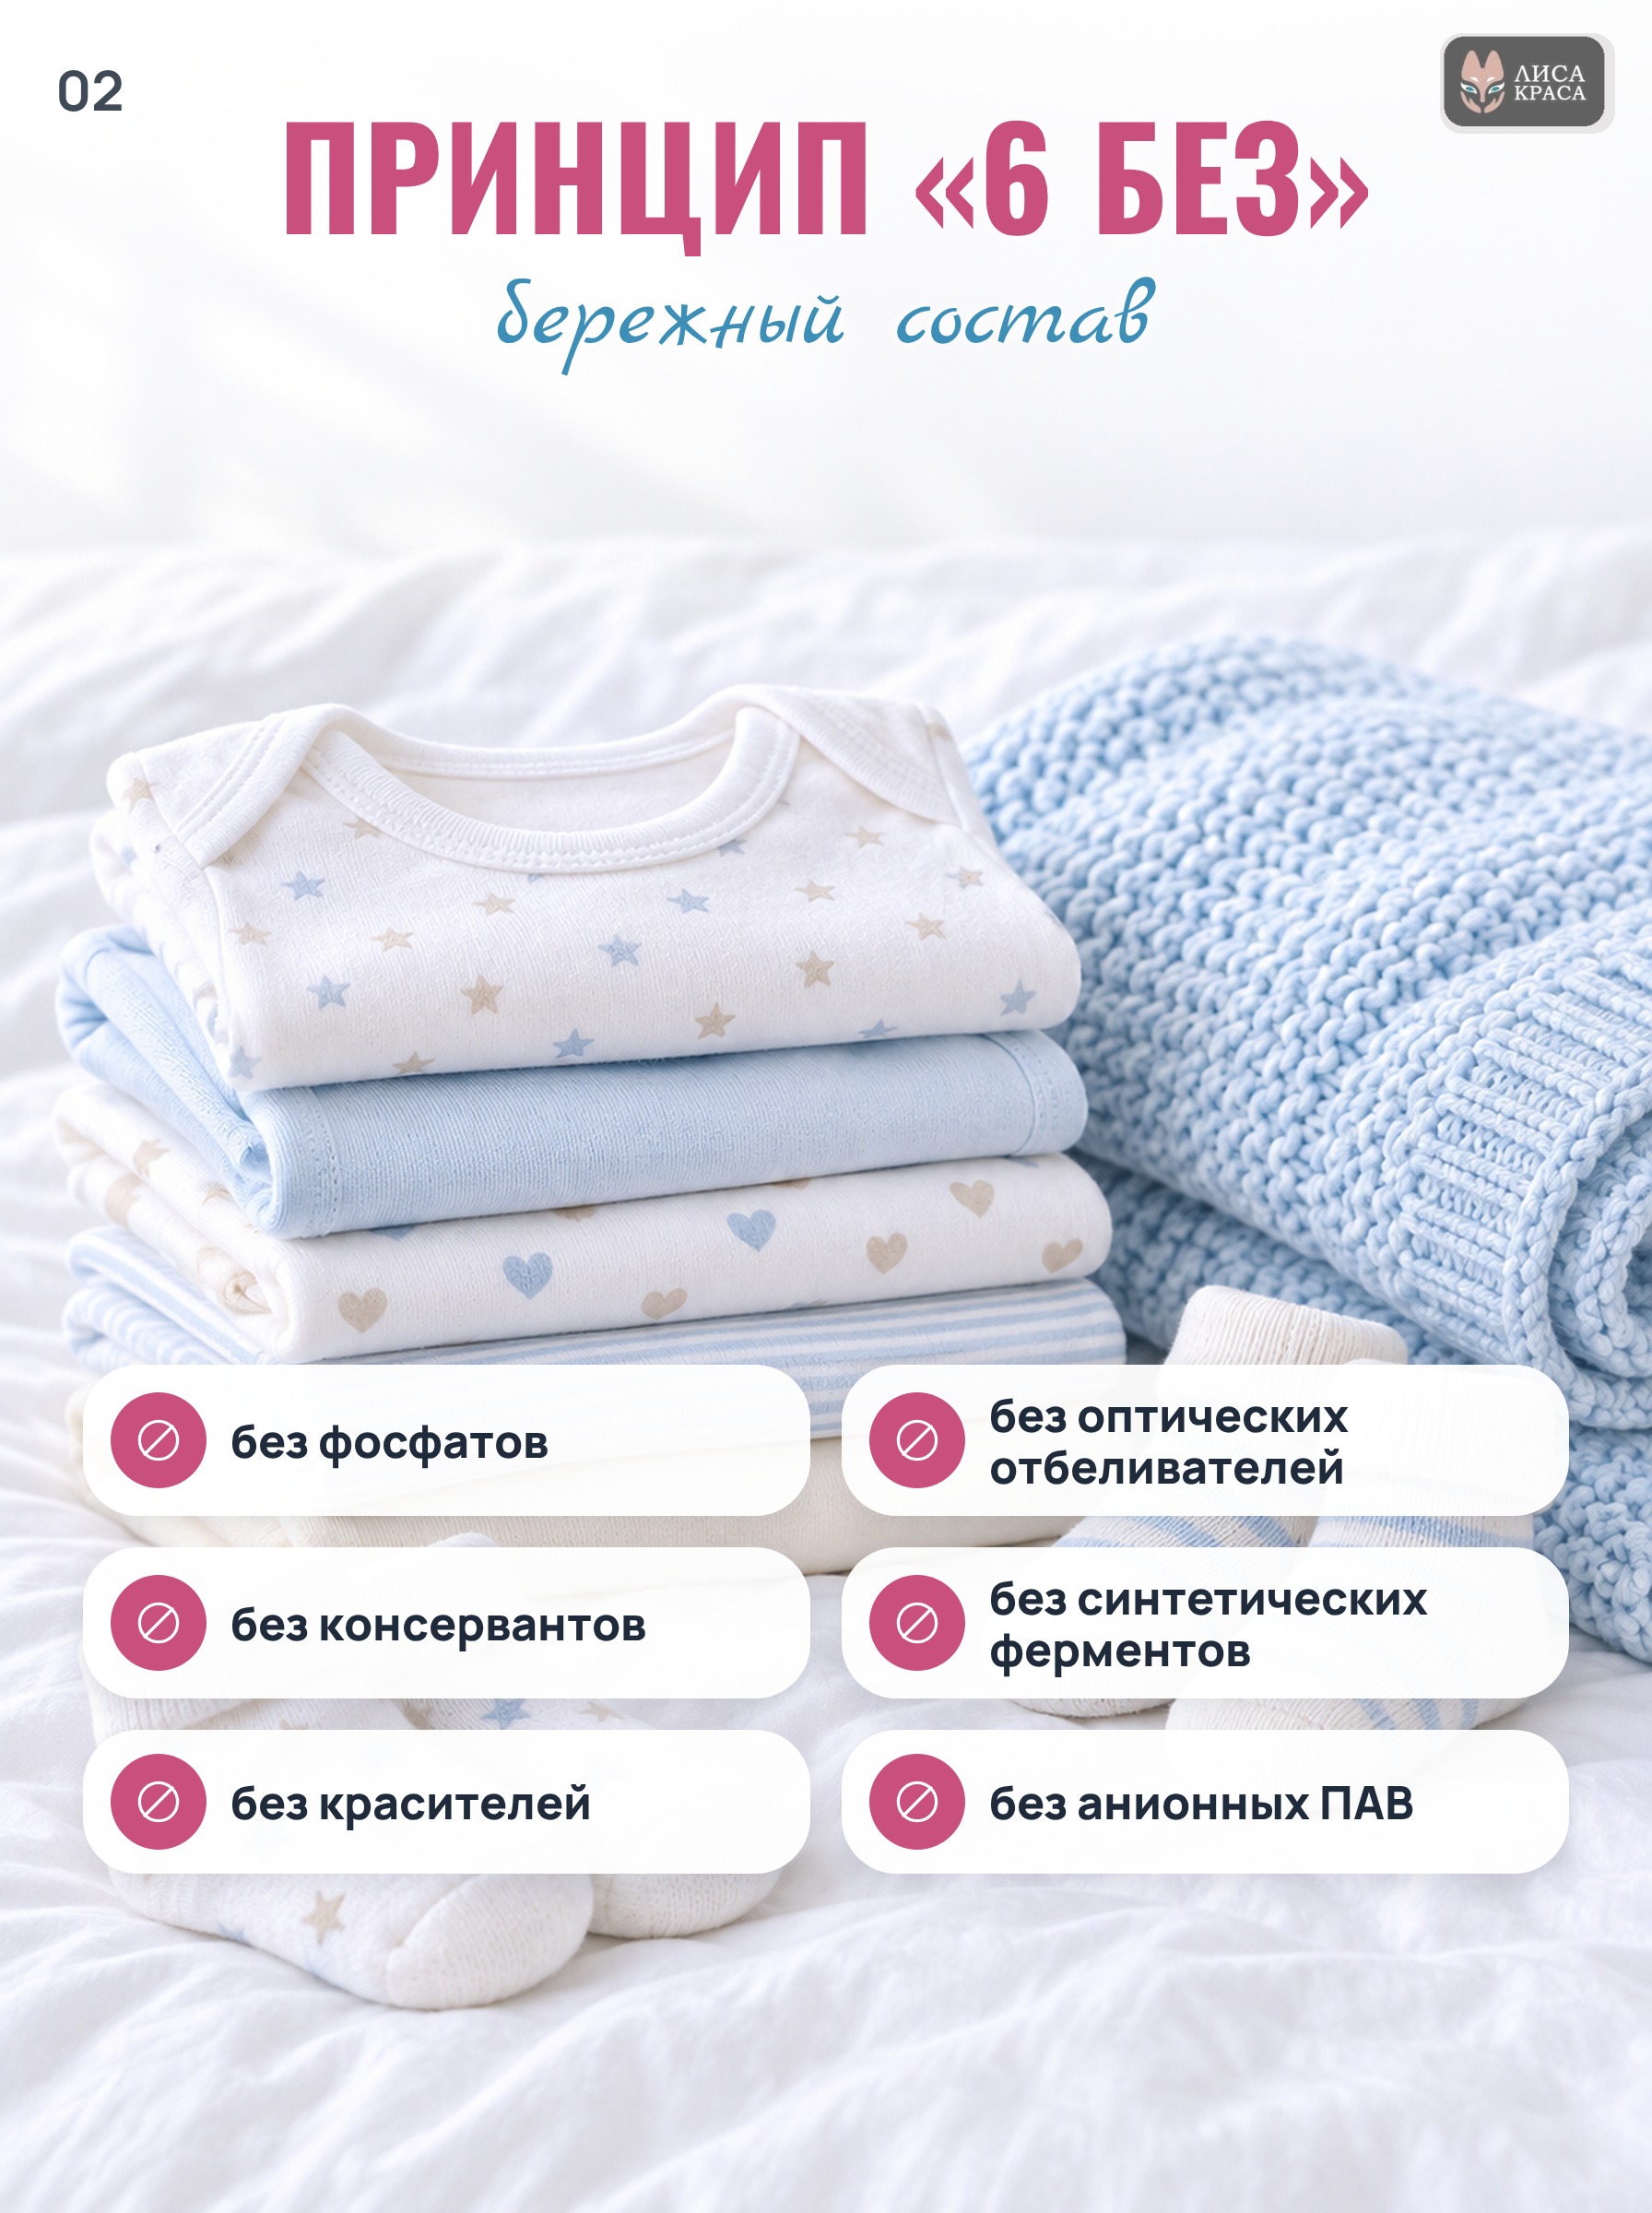 02
ЛИСА
КРАСА
ПРИНЦИП «6 БЕЗ»
бережный состав
без фосфатов
без оптических
отбеливателей
без консервантов
без синтетических
ферментов
без красителей
без анионных ПАВ